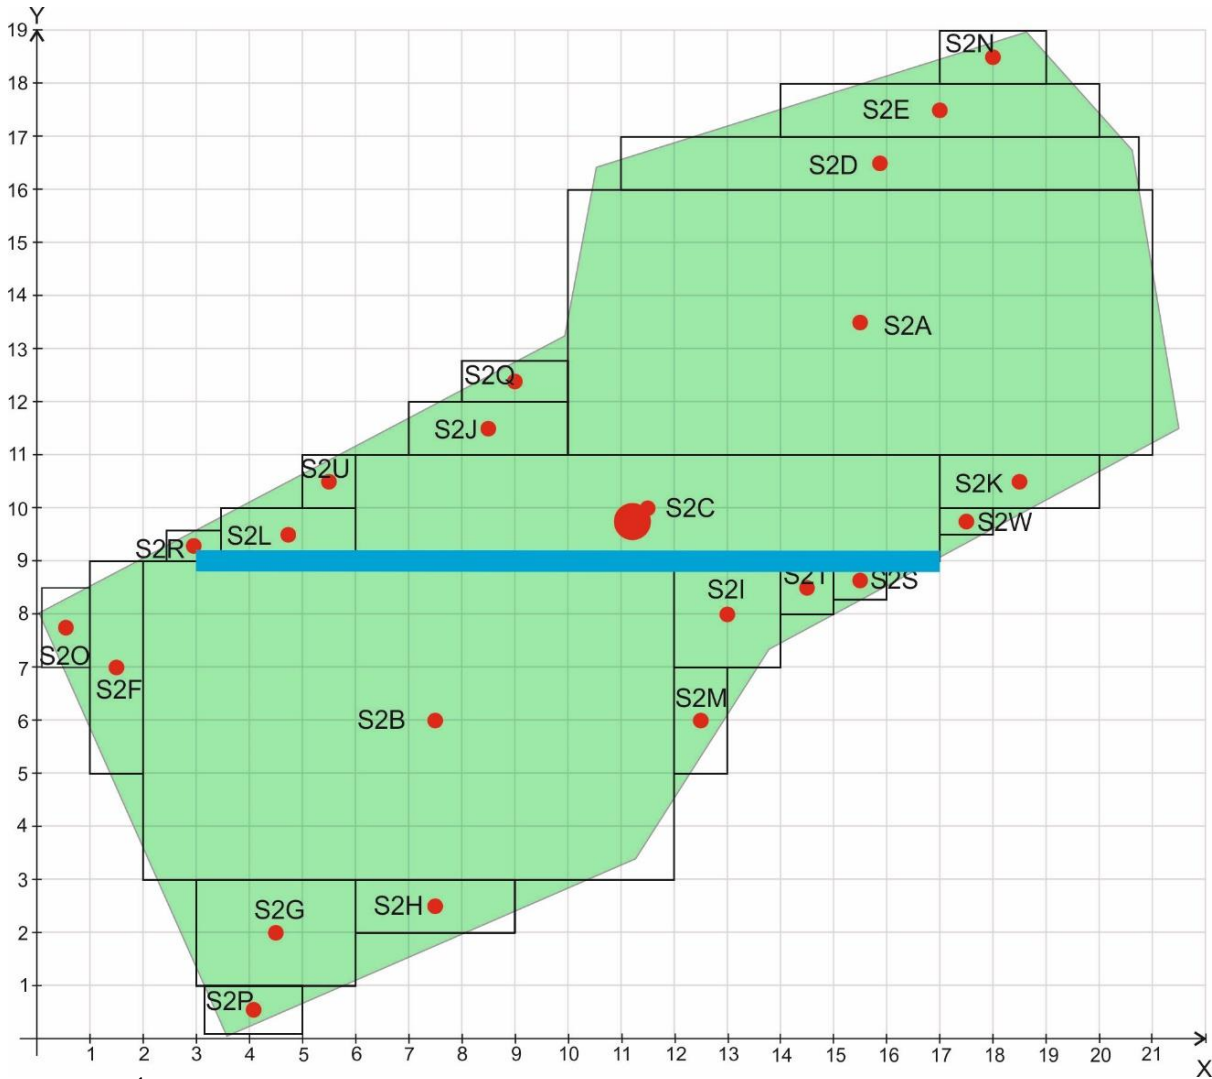 Y
19
S2N
18
S2E
17
S2D
16
15
14
S2A
13
S2Q
12
S2J
11
S2U
S2K
10
S2C
S2W
S2L
S2R
9
S2I
S2S
8
S2O
7
S2F
S2M
6
S2B
5
4
3
S2G
S2H
2
1
S2P
1 2 3 4 5 6 7 8 9 10 11 12 13 14 15 16 17 18 19 20 21
X